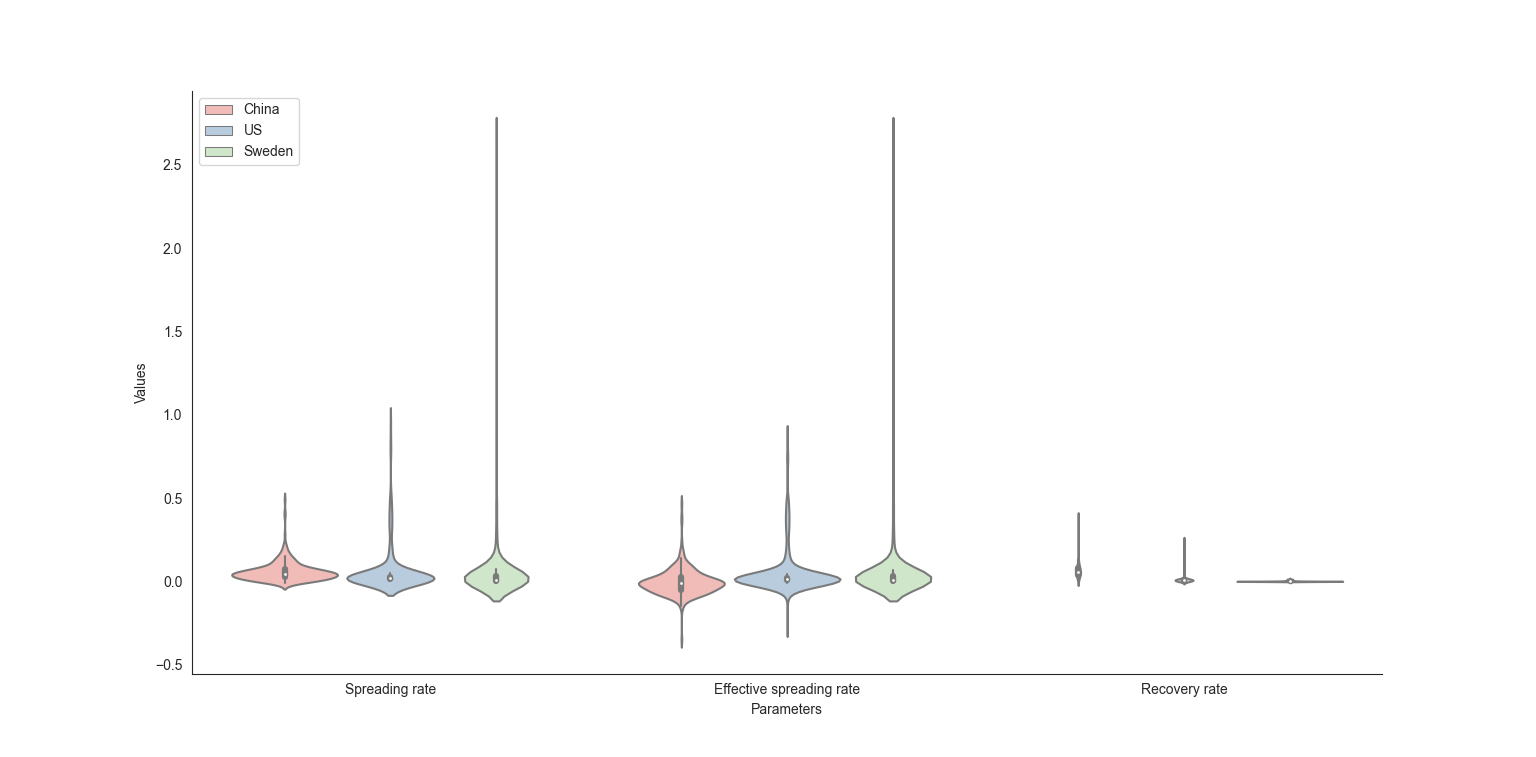 China
US
Sweden
2.5
2.0
1.5
1.0
0.5
0.0
−0.5
Values
Spreading rate
Effective spreading rate
Recovery rate
Parameters